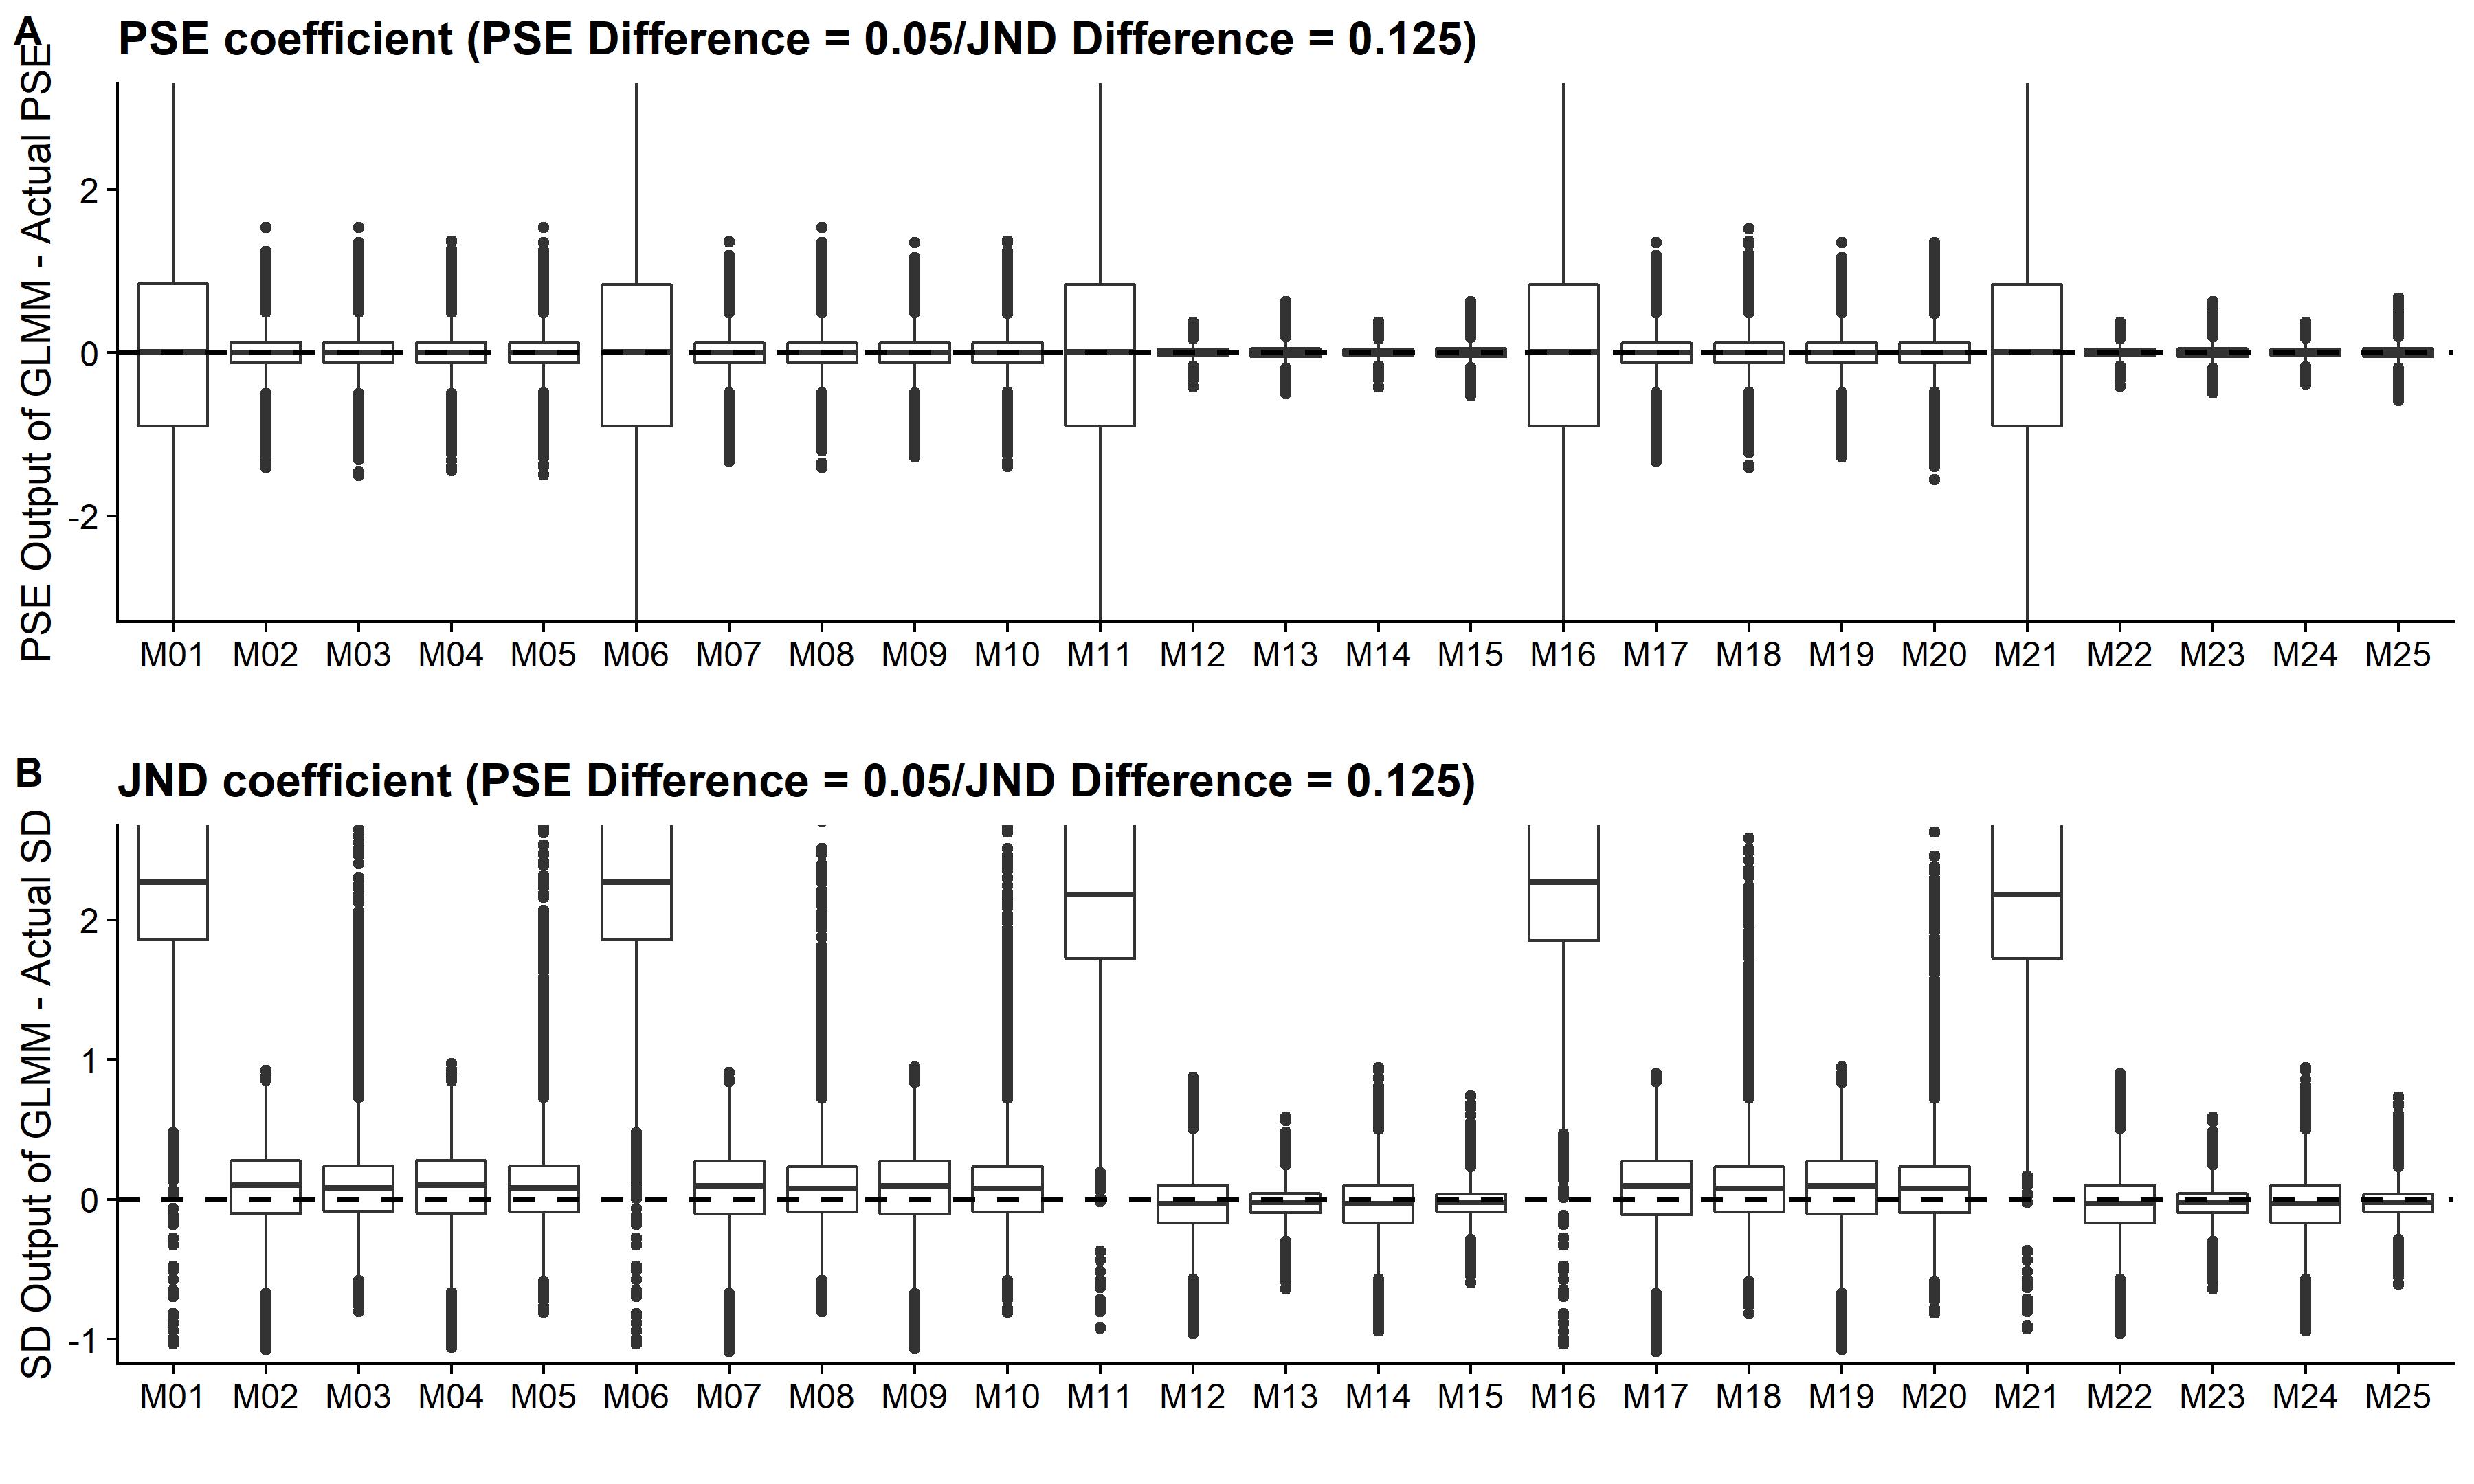 A
PSE coefficient (PSE Difference = 0.05/JND Difference = 0.125)
PSE Output of GLMM - Actual PSE
2
0
-2
M01 M02 M03 M04 M05 M06 M07 M08 M09 M10 M11 M12 M13 M14 M15 M16 M17 M18 M19 M20 M21 M22 M23 M24 M25
B
JND coefficient (PSE Difference = 0.05/JND Difference = 0.125)
SD Output of GLMM - Actual SD
2
1
0
-1
M01 M02 M03 M04 M05 M06 M07 M08 M09 M10 M11 M12 M13 M14 M15 M16 M17 M18 M19 M20 M21 M22 M23 M24 M25